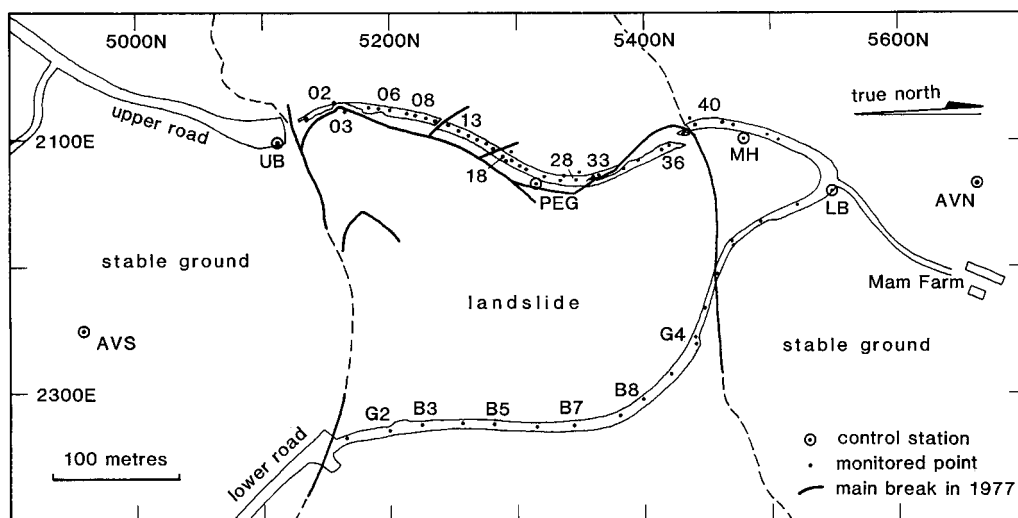 5000N 5200N 5400N 5600N
true north
02 06 08 40
upper road 03 13
2100E
UB 18 28 33 36 MH
PEG LB AVN
stable ground
landslide
Mam Farm
AVS G4 stable ground
2300E
G2 B3 B5 B7 B8
lower road
100 metres
control station
monitored point
main break in 1977